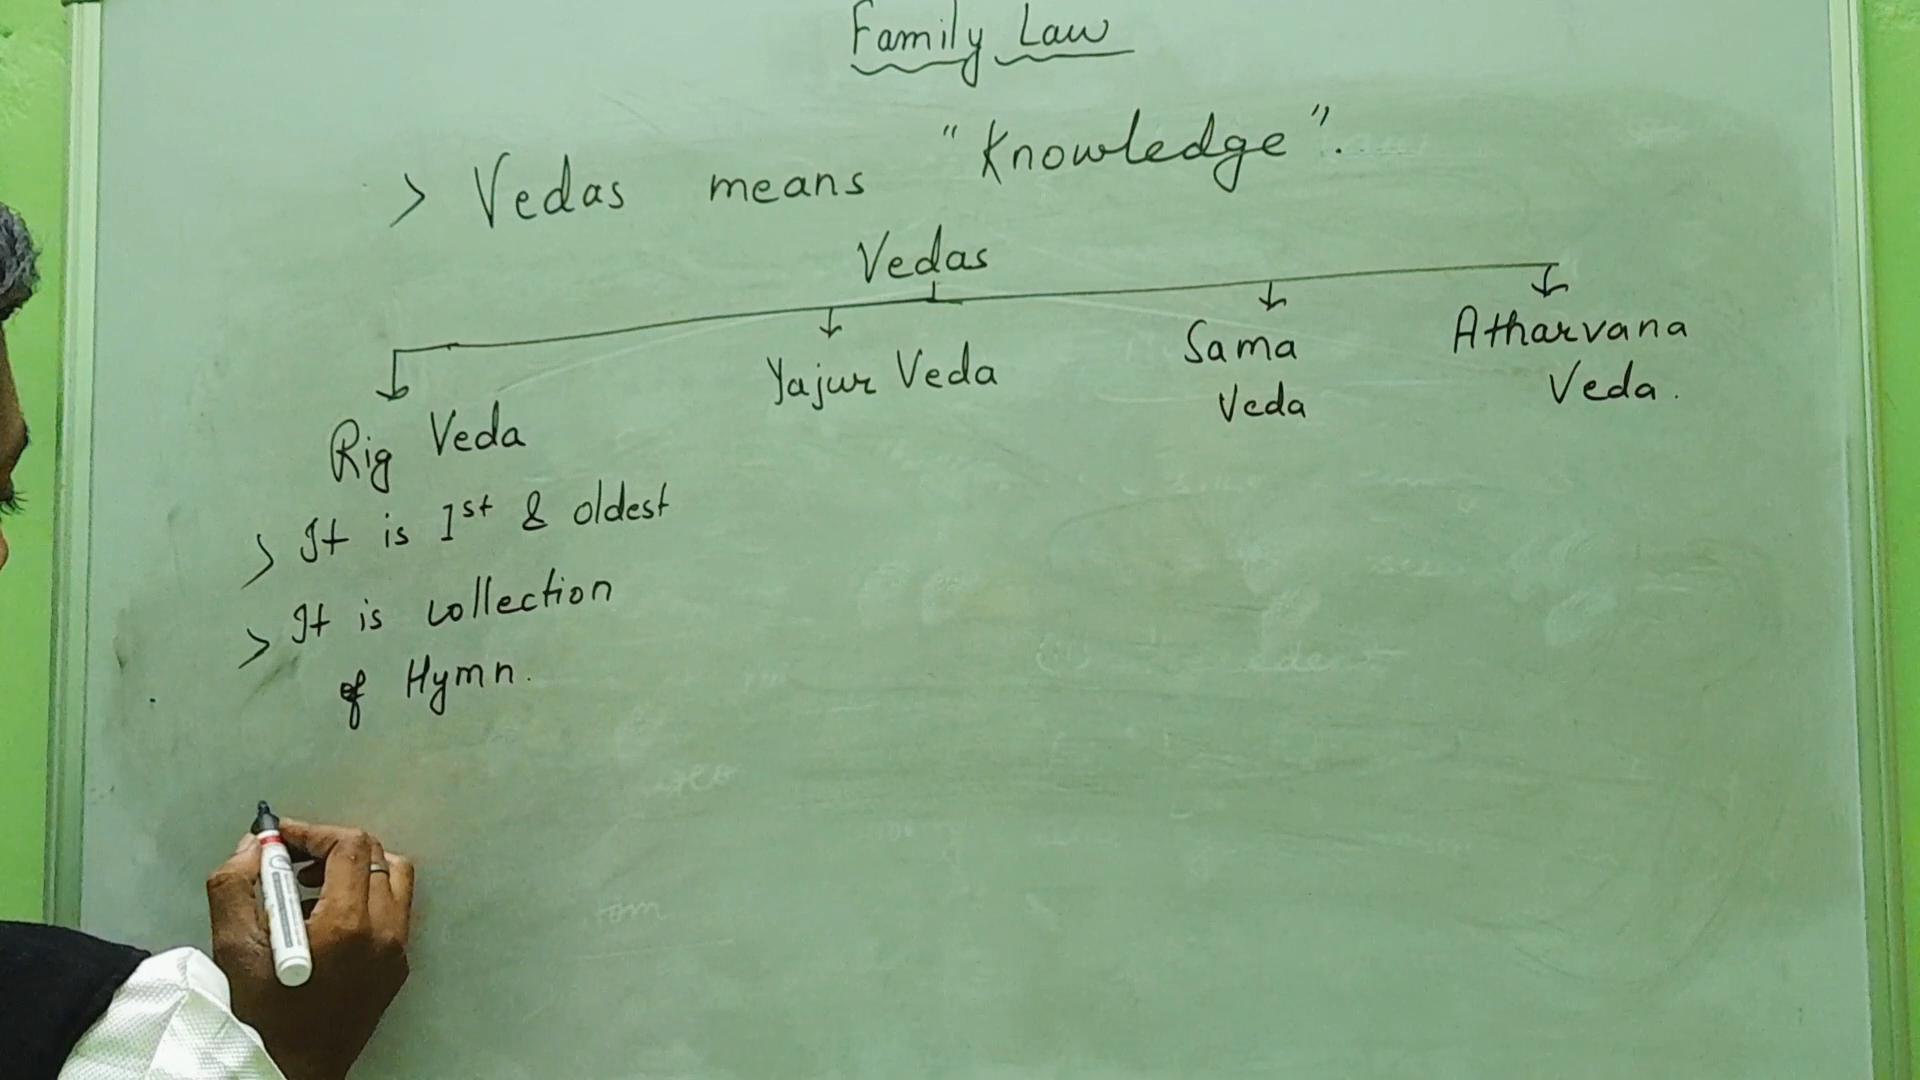 Family Law
> Vedas means "Knowledge".
Vedas
Rig Veda
Yajur Veda
Sama
Veda
Atharvana
Veda.
> It is 1st & oldest
> It is collection
of Hymn.